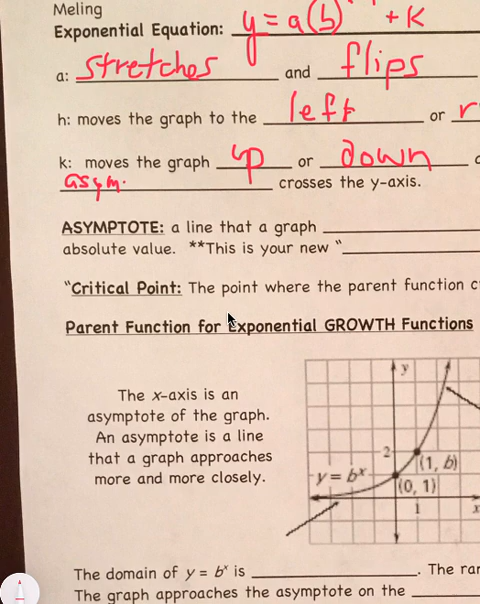 Meling
Exponential Equation: y = a(b) + K
a: stretches and flips
h: moves the graph to the left or r
k: moves the graph up or down
asym. crosses the y-axis.
ASYMPTOTE: a line that a graph
absolute value. **This is your new "
"Critical Point: The point where the parent function c
Parent Function for Exponential GROWTH Functions
The x-axis is an
asymptote of the graph.
An asymptote is a line
that a graph approaches
more and more closely.
y
2
(1, b)
y = bˣ
(0, 1)
1
x
The domain of y = bˣ is . The ra
The graph approaches the asymptote on the